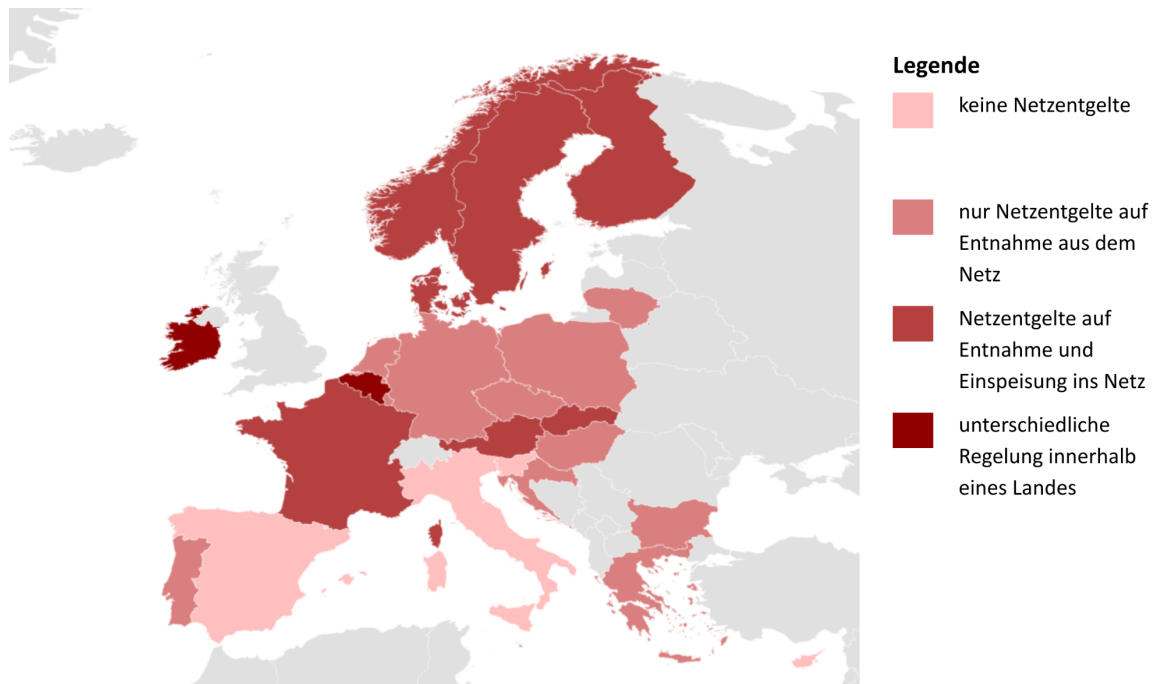 Legende
keine Netzentgelte
nur Netzentgelte auf
Entnahme aus dem
Netz
Netzentgelte auf
Entnahme und
Einspeisung ins Netz
unterschiedliche
Regelung innerhalb
eines Landes